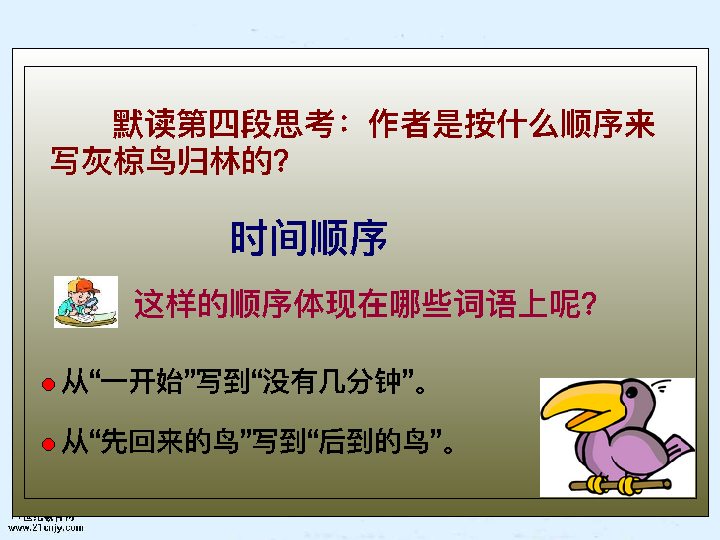 默读第四段思考：作者是按什么顺序来
写灰椋鸟归林的？
时间顺序
这样的顺序体现在哪些词语上呢？
从“一开始”写到“没有几分钟”。
从“先回来的鸟”写到“后到的鸟”。
www.21cnjy.com